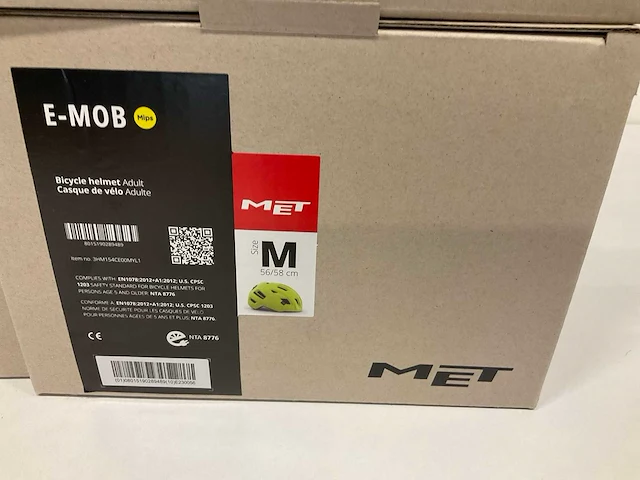 E-MOB Mips
Bicycle helmet Adult
Casque de vélo Adulte
8015190289489
Item no. 3HM154CE00MYL1
COMPLIES WITH: EN1078:2012+A1:2012; U.S. CPSC
1203 SAFETY STANDARD FOR BICYCLE HELMETS FOR
PERSONS AGE 5 AND OLDER; NTA 8776
CONFORME À: EN1078:2012+A1:2012; U.S. CPSC 1203
NORME DE SÉCURITÉ POUR LES CASQUES DE VÉLO
POUR PERSONNES ÂGÉES DE 5 ANS ET PLUS; NTA 8776.
CE NTA 8776
MET
Size M
56/58 cm
MET